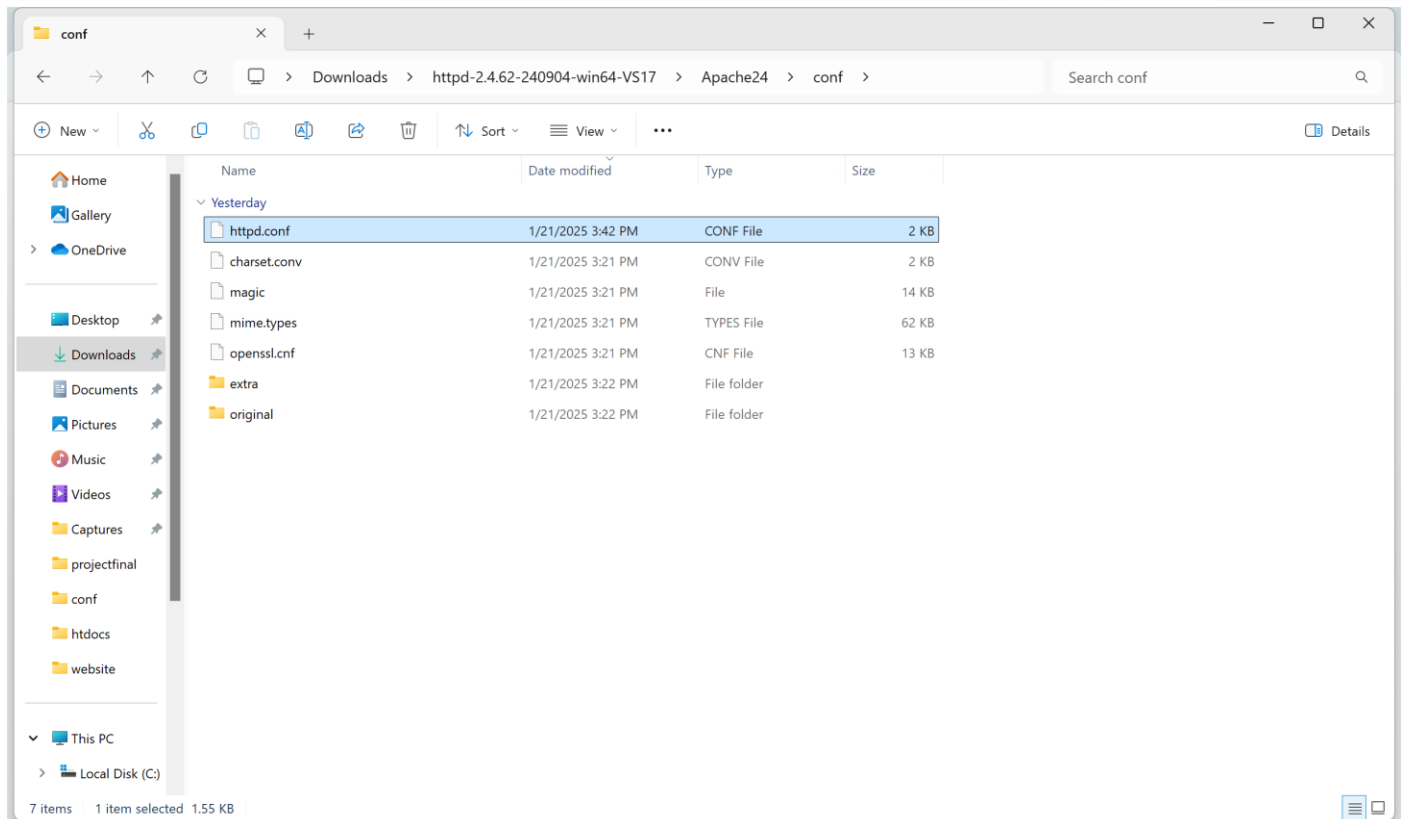 conf
Downloads > httpd-2.4.62-240904-win64-VS17 > Apache24 > conf >
Search conf
New
Sort
View
Details
Name Date modified Type Size
Yesterday
httpd.conf 1/21/2025 3:42 PM CONF File 2 KB
charset.conv 1/21/2025 3:21 PM CONV File 2 KB
magic 1/21/2025 3:21 PM File 14 KB
mime.types 1/21/2025 3:21 PM TYPES File 62 KB
openssl.cnf 1/21/2025 3:21 PM CNF File 13 KB
extra 1/21/2025 3:22 PM File folder
original 1/21/2025 3:22 PM File folder
Home
Gallery
OneDrive
Desktop
Downloads
Documents
Pictures
Music
Videos
Captures
projectfinal
conf
htdocs
website
This PC
Local Disk (C:)
7 items 1 item selected 1.55 KB